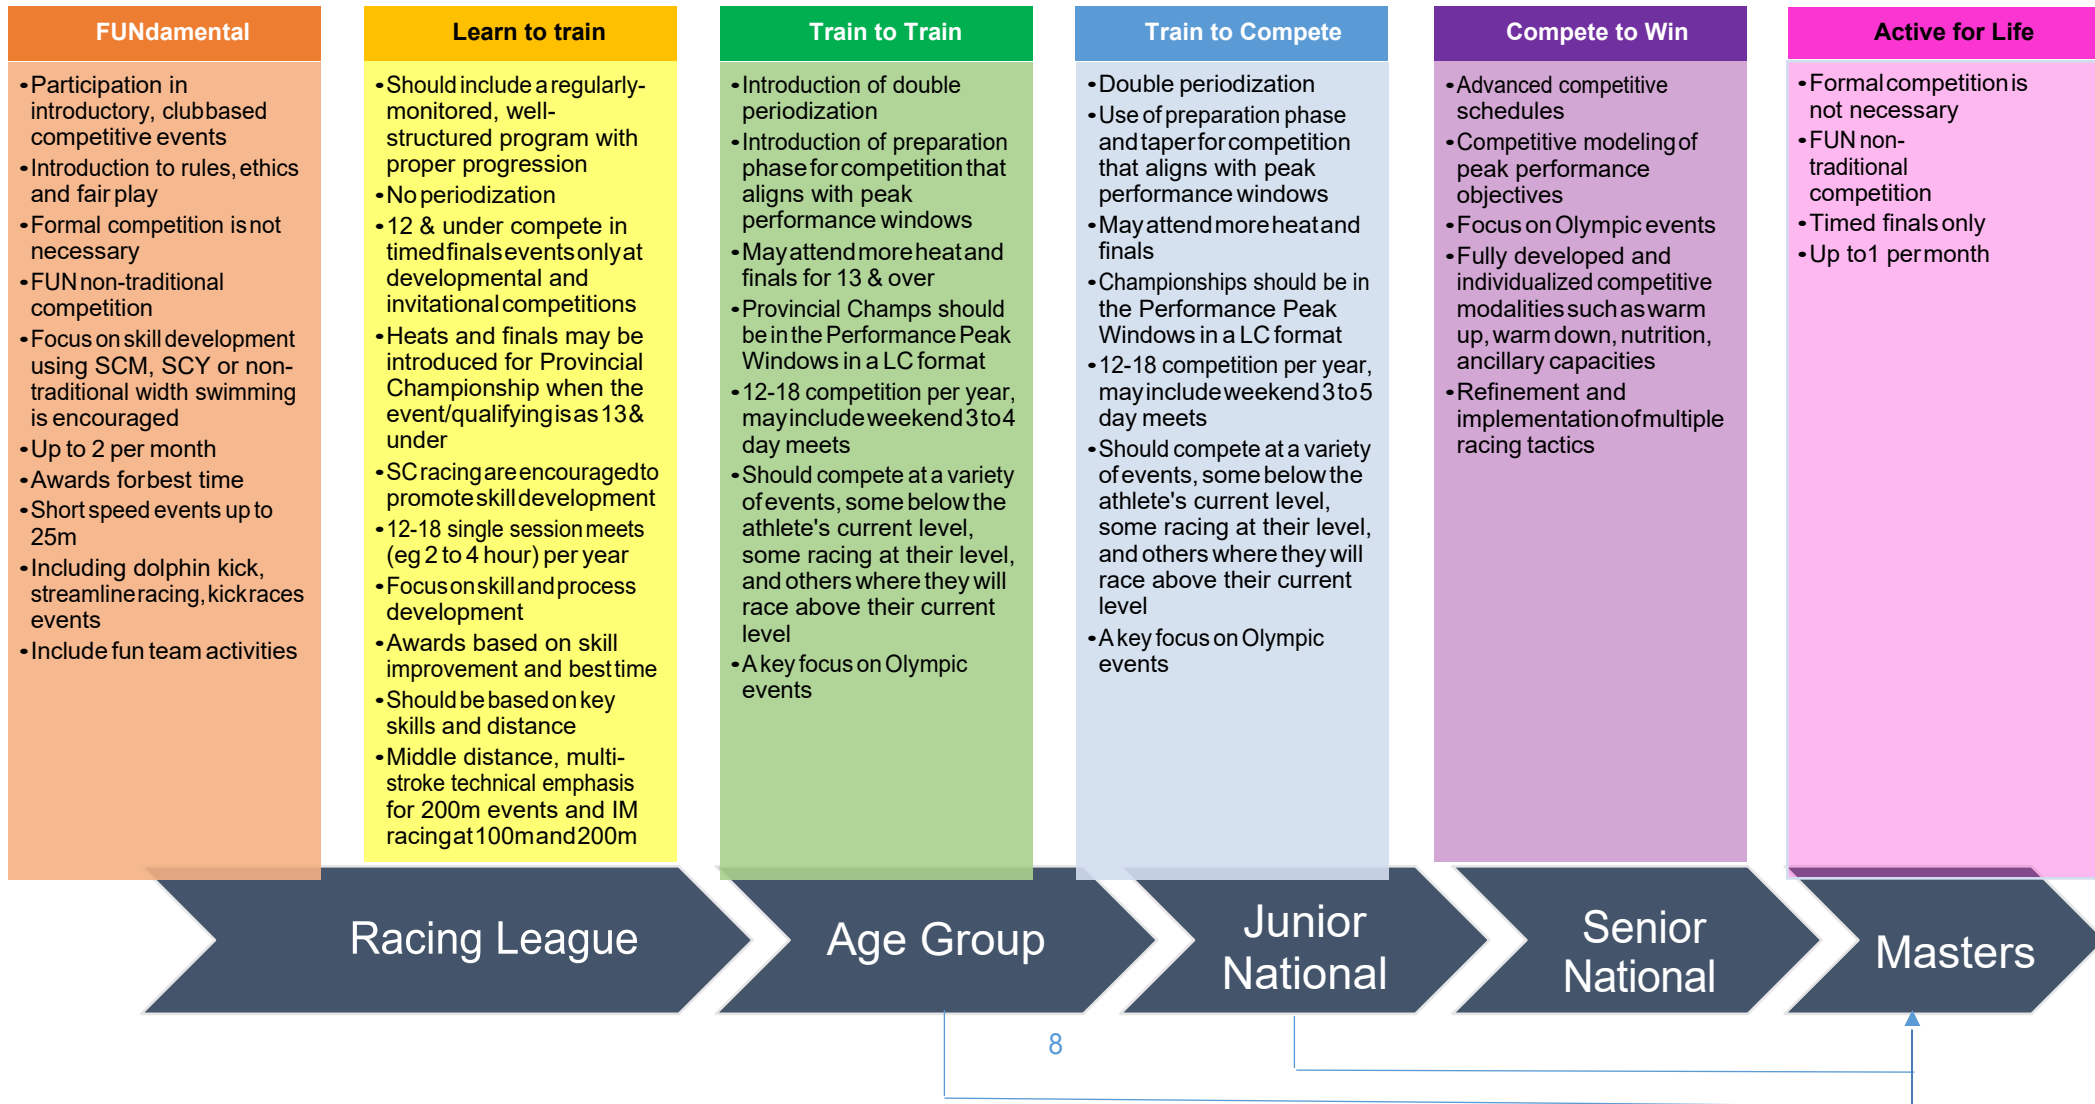 FUNdamental
•Participation in
introductory, clubbased
competitive events
•Introduction to rules, ethics
and fair play
•Formal competition is not
necessary
•FUN non-traditional
competition
•Focus on skill development
using SCM, SCY or non-
traditional width swimming
is encouraged
•Up to 2 per month
•Awards for best time
•Short speed events up to
25m
•Including dolphin kick,
streamline racing, kick races
events
•Include fun team activities
Learn to train
•Should include a regularly-
monitored, well-
structured program with
proper progression
•No periodization
•12 & under compete in
timed finals events only at
developmental and
invitational competitions
•Heats and finals may be
introduced for Provincial
Championship when the
event/qualifying is as 13 &
under
•SC racing are encouraged to
promote skill development
•12-18 single session meets
(eg 2 to 4 hour) per year
•Focus on skill and process
development
•Awards based on skill
improvement and best time
•Should be based on key
skills and distance
•Middle distance, multi-
stroke technical emphasis
for 200m events and IM
racing at 100m and 200m
Train to Train
•Introduction of double
periodization
•Introduction of preparation
phase for competition that
aligns with peak
performance windows
•May attend more heat and
finals for 13 & over
•Provincial Champs should
be in the Performance Peak
Windows in a LC format
•12-18 competition per year,
may include weekend 3 to 4
day meets
•Should compete at a variety
of events, some below the
athlete's current level,
some racing at their level,
and others where they will
race above their current
level
•A key focus on Olympic
events
Train to Compete
•Double periodization
•Use of preparation phase
and taper for competition
that aligns with peak
performance windows
•May attend more heat and
finals
•Championships should be in
the Performance Peak
Windows in a LC format
•12-18 competition per year,
may include weekend 3 to 5
day meets
•Should compete at a variety
of events, some below the
athlete's current level,
some racing at their level,
and others where they will
race above their current
level
•A key focus on Olympic
events
Compete to Win
•Advanced competitive
schedules
•Competitive modeling of
peak performance
objectives
•Focus on Olympic events
•Fully developed and
individualized competitive
modalities such as warm
up, warm down, nutrition,
ancillary capacities
•Refinement and
implementation of multiple
racing tactics
Active for Life
•Formal competition is
not necessary
•FUN non-
traditional
competition
•Timed finals only
•Up to 1 per month
Racing League
Age Group
Junior
National
Senior
National
Masters
8